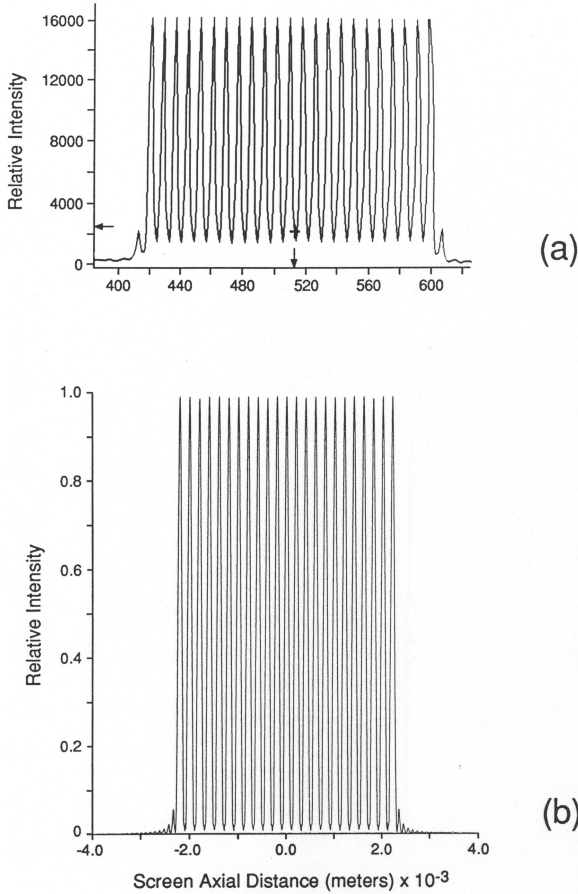 16000
12000
8000
4000
0
Relative Intensity
400 440 480 520 560 600
(a)
1.0
0.8
0.6
0.4
0.2
0
Relative Intensity
-4.0 -2.0 0.0 2.0 4.0
Screen Axial Distance (meters) x 10-3
(b)